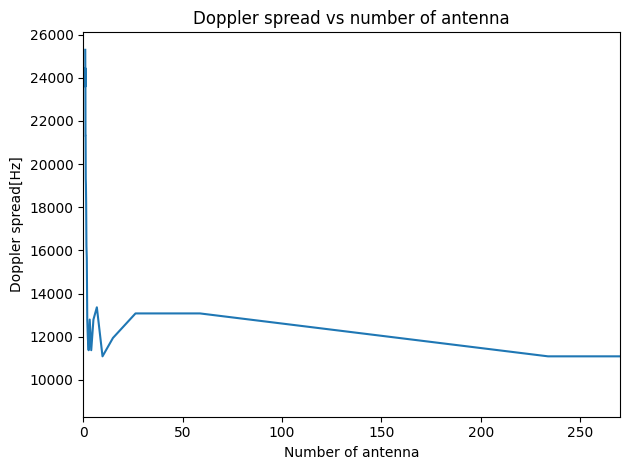 Doppler spread vs number of antenna
26000
24000
22000
20000
18000
16000
14000
12000
10000
Doppler spread[Hz]
0 50 100 150 200 250
Number of antenna